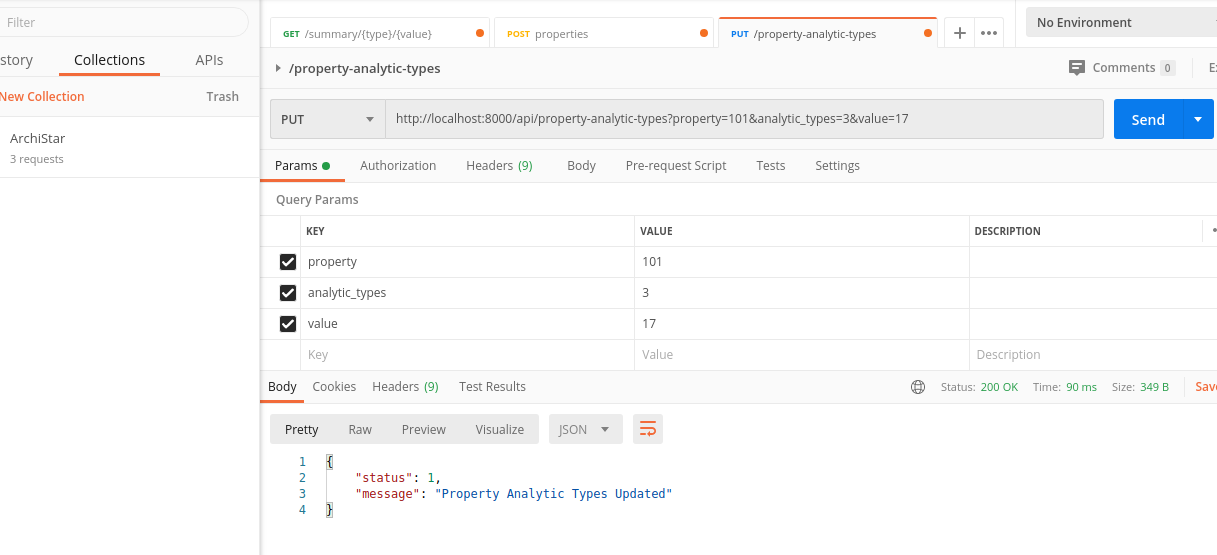 Filter
story Collections APIs
New Collection Trash
ArchiStar
3 requests
GET /summary/{type}/{value} POST properties PUT /property-analytic-types + ••• No Environment
/property-analytic-types Comments 0 Ex
PUT http://localhost:8000/api/property-analytic-types?property=101&analytic_types=3&value=17 Send
Params Authorization Headers (9) Body Pre-request Script Tests Settings
Query Params
KEY VALUE DESCRIPTION
property 101
analytic_types 3
value 17
Key Value Description
Body Cookies Headers (9) Test Results Status: 200 OK Time: 90 ms Size: 349 B Save
Pretty Raw Preview Visualize JSON
1 {
2 "status": 1,
3 "message": "Property Analytic Types Updated"
4 }